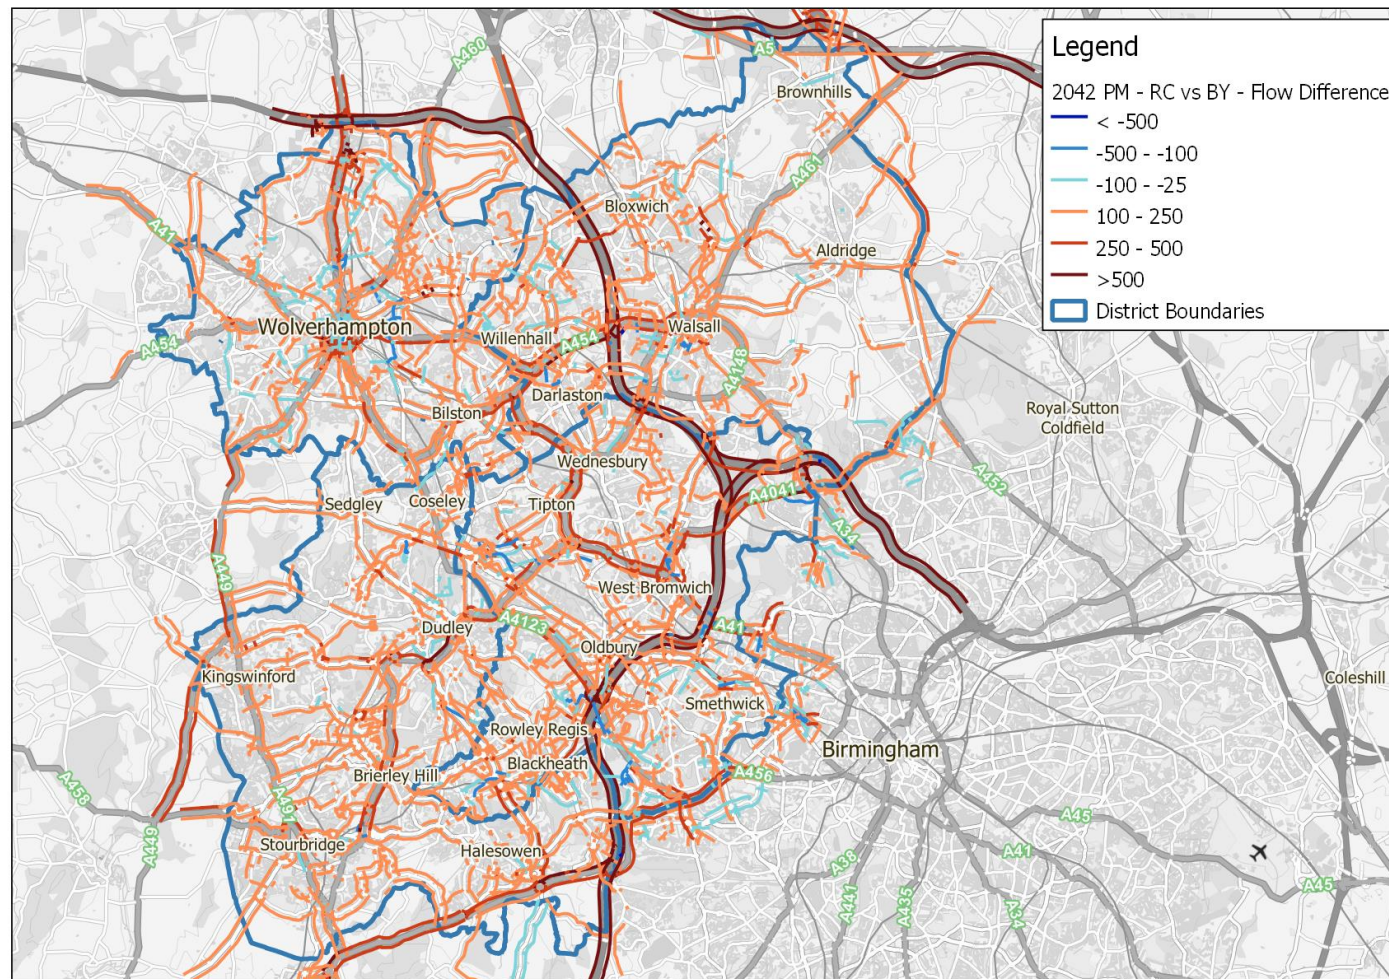 Legend
2042 PM - RC vs BY - Flow Difference
< -500
-500 - -100
-100 - -25
100 - 250
250 - 500
>500
District Boundaries
A460
A5
Brownhills
A461
Bloxwich
A41
Aldridge
Wolverhampton
Willenhall
A454
Walsall
A454
A4148
Darlaston
Bilston
Royal Sutton
Coldfield
Wednesbury
A452
Sedgley
Coseley
Tipton
A4041
A34
A449
West Bromwich
A4123
A41
Dudley
Oldbury
Kingswinford
Coleshill
Smethwick
Rowley Regis
Birmingham
Blackheath
Brierley Hill
A456
A458
A491
A45
A449
Stourbridge
Halesowen
A38
A41
A441
A435
A34
A45